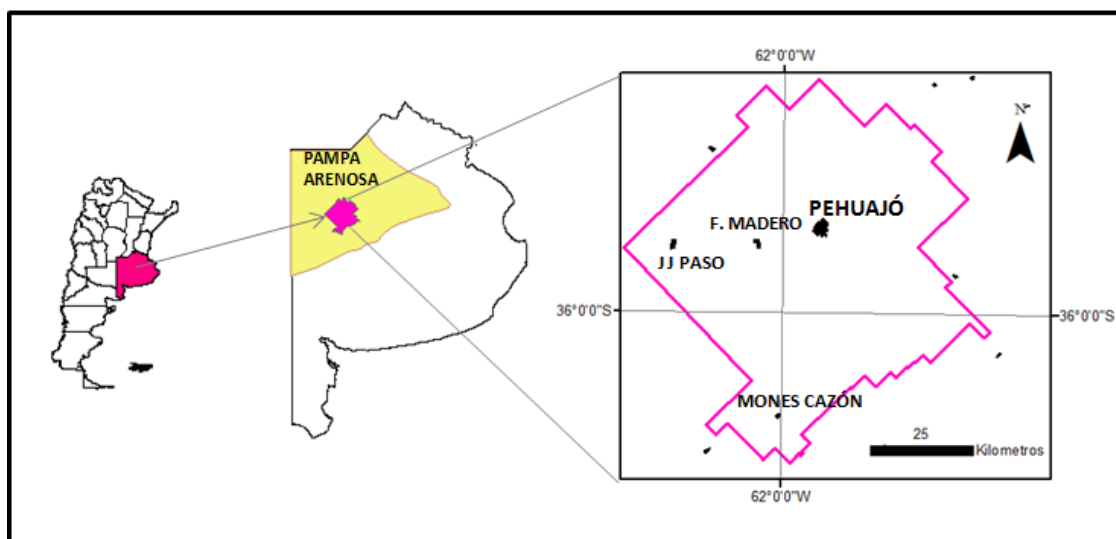 PAMPA
ARENOSA
62°0'0"W
N
PEHUAJÓ
F. MADERO
JJ PASO
36°0'0"S
36°0'0"S
MONES CAZÓN
25
Kilometros
62°0'0"W